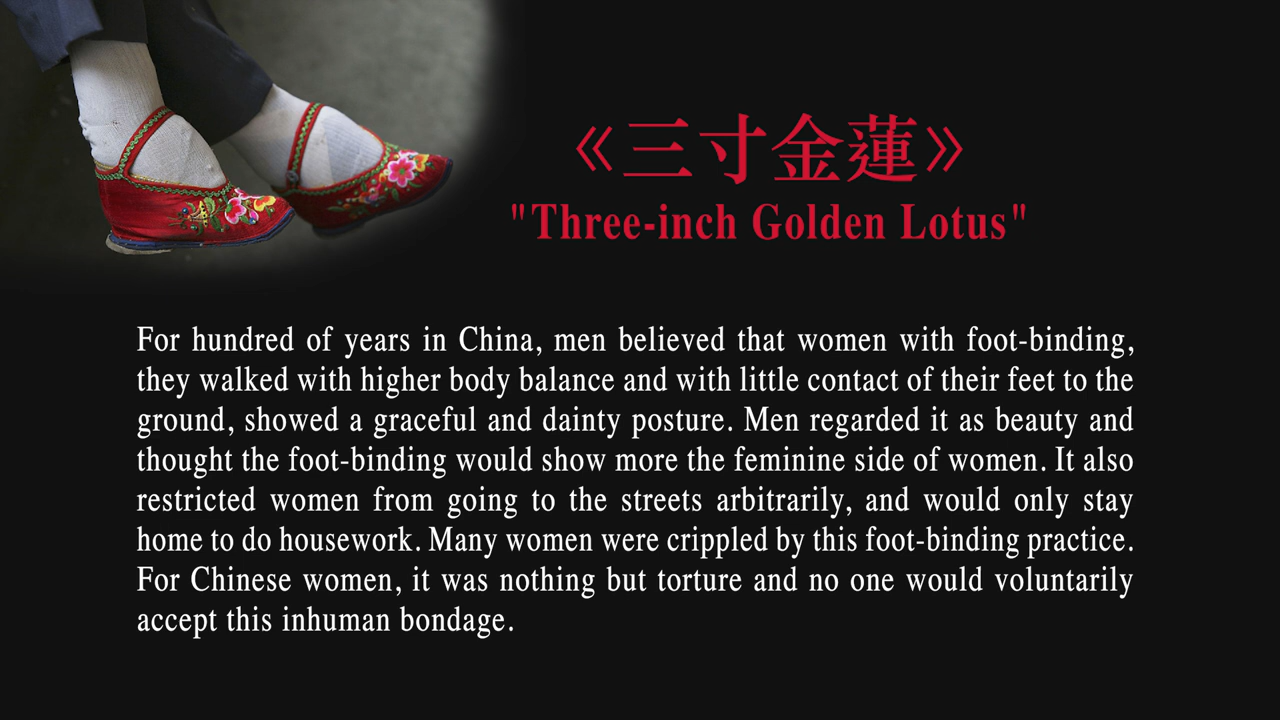 《三寸金蓮》
"Three-inch Golden Lotus"
For hundred of years in China, men believed that women with foot-binding,
they walked with higher body balance and with little contact of their feet to the
ground, showed a graceful and dainty posture. Men regarded it as beauty and
thought the foot-binding would show more the feminine side of women. It also
restricted women from going to the streets arbitrarily, and would only stay
home to do housework. Many women were crippled by this foot-binding practice.
For Chinese women, it was nothing but torture and no one would voluntarily
accept this inhuman bondage.